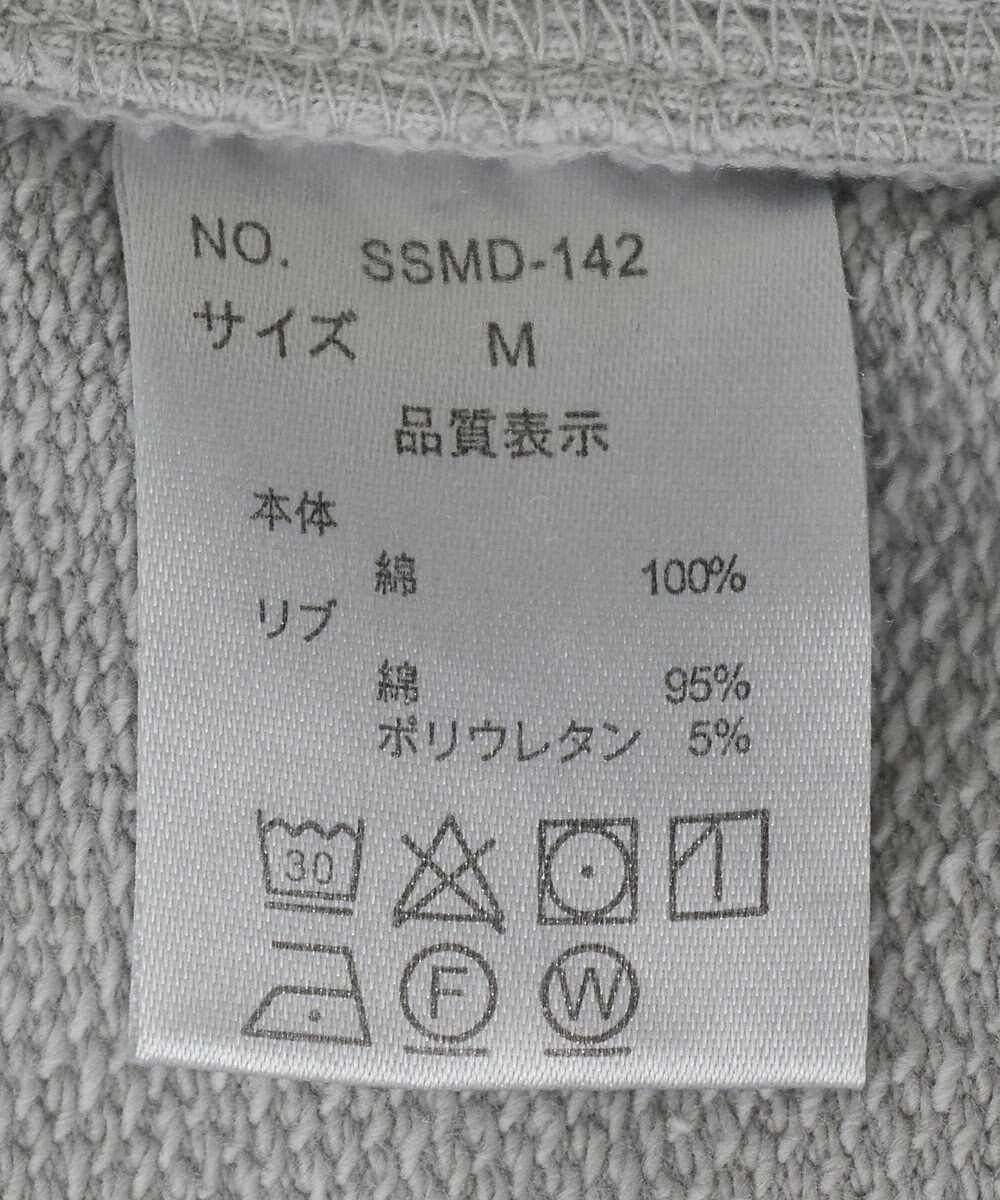 NO. SSMD-142
サイズ M
品質表示
本体
綿 100%
リブ
綿 95%
ポリウレタン 5%
30
F W